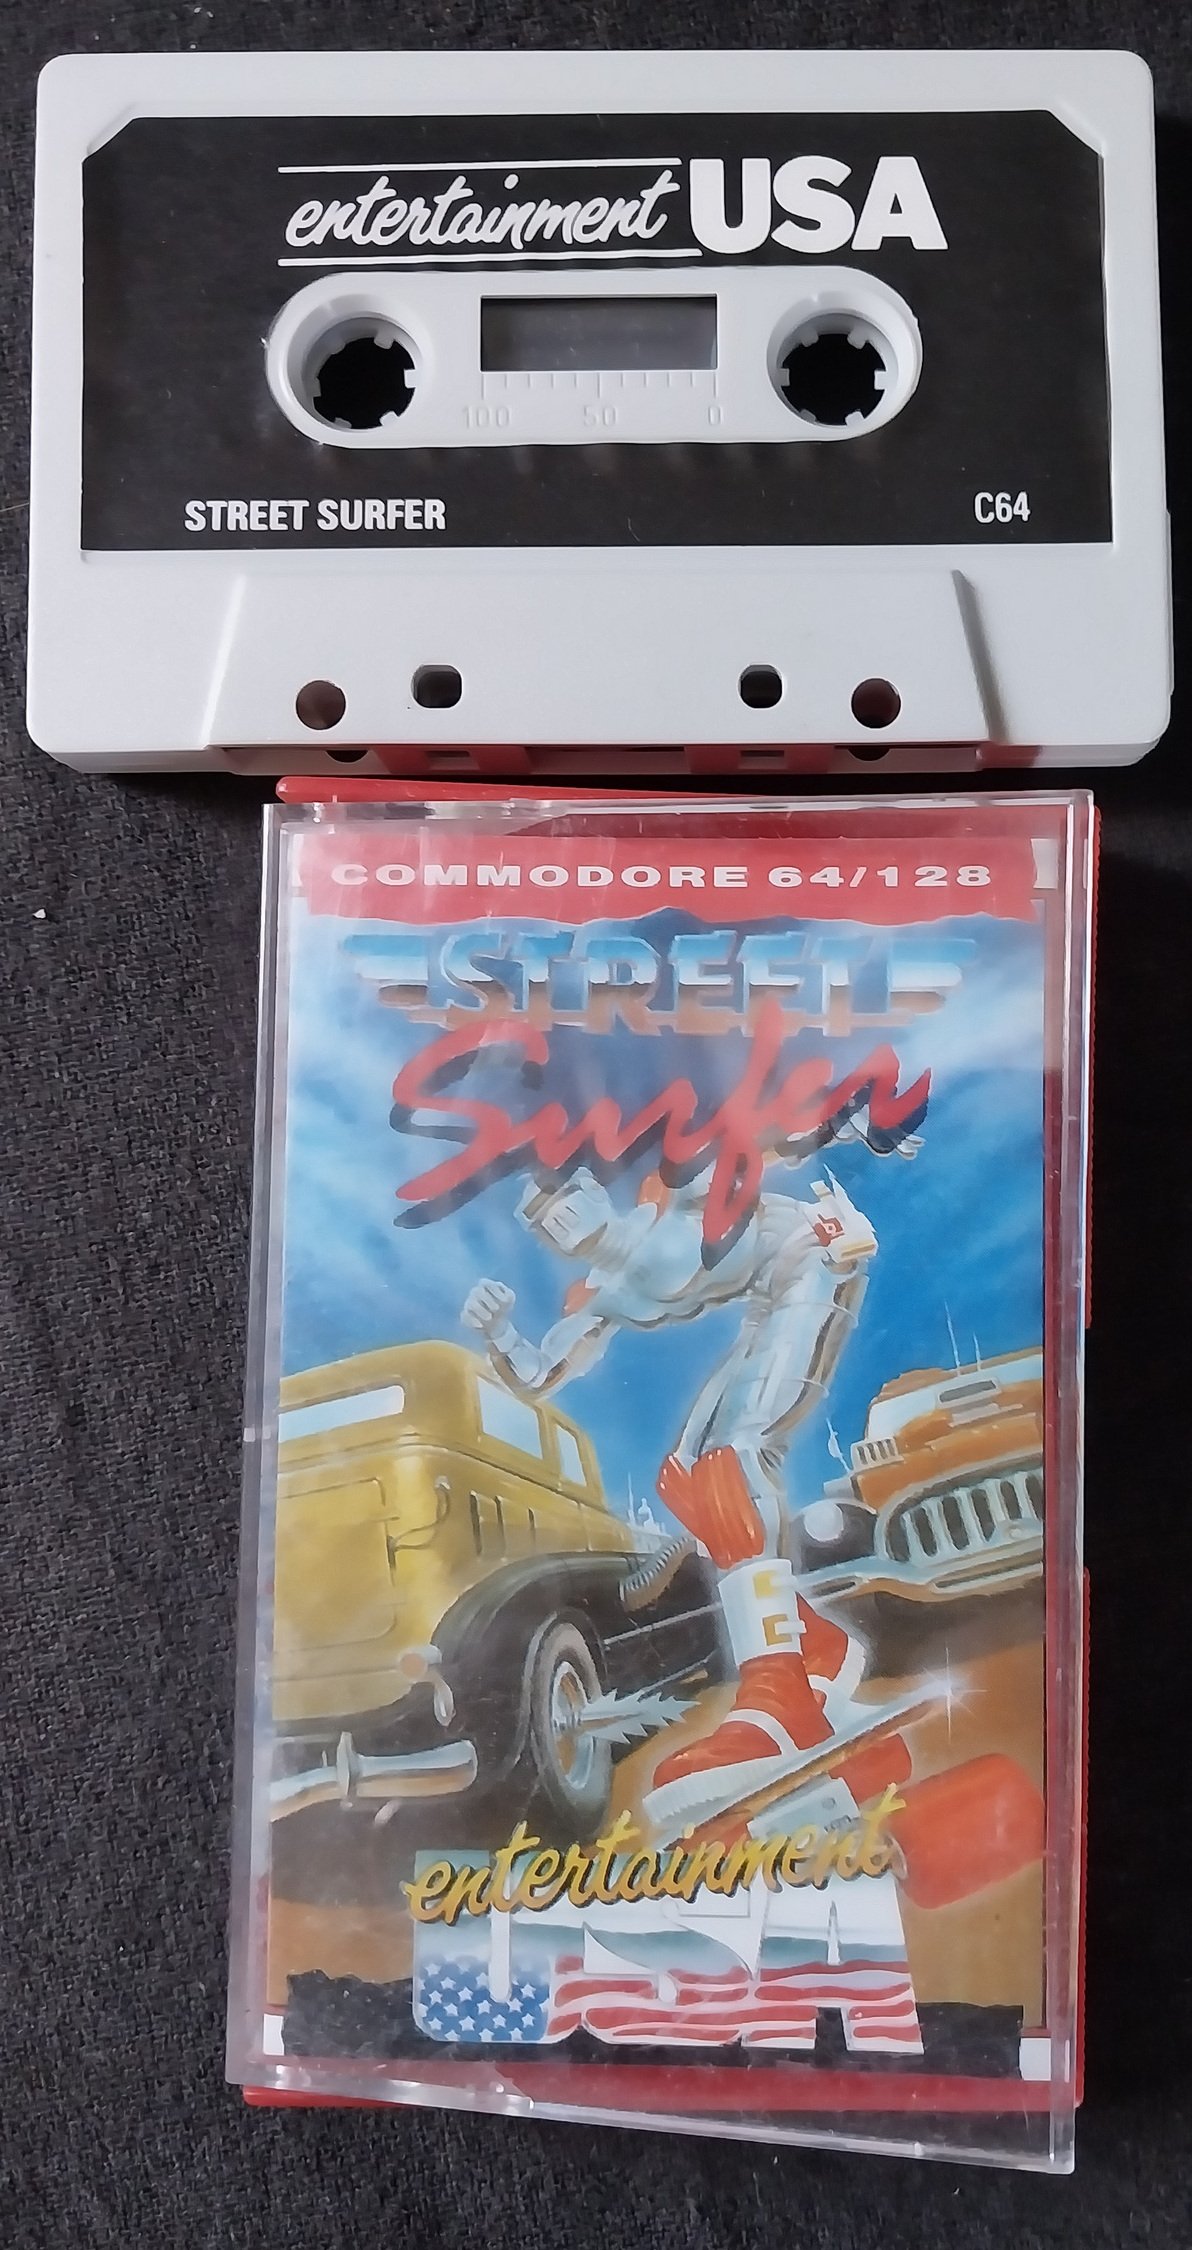 entertainment USA
100 50 0
STREET SURFER C64
COMMODORE 64/128
STREET
Surfer
entertainment
USA